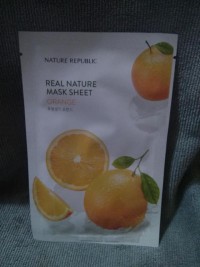 NATURE REPUBLIC
REAL NATURE
MASK SHEET
ORANGE